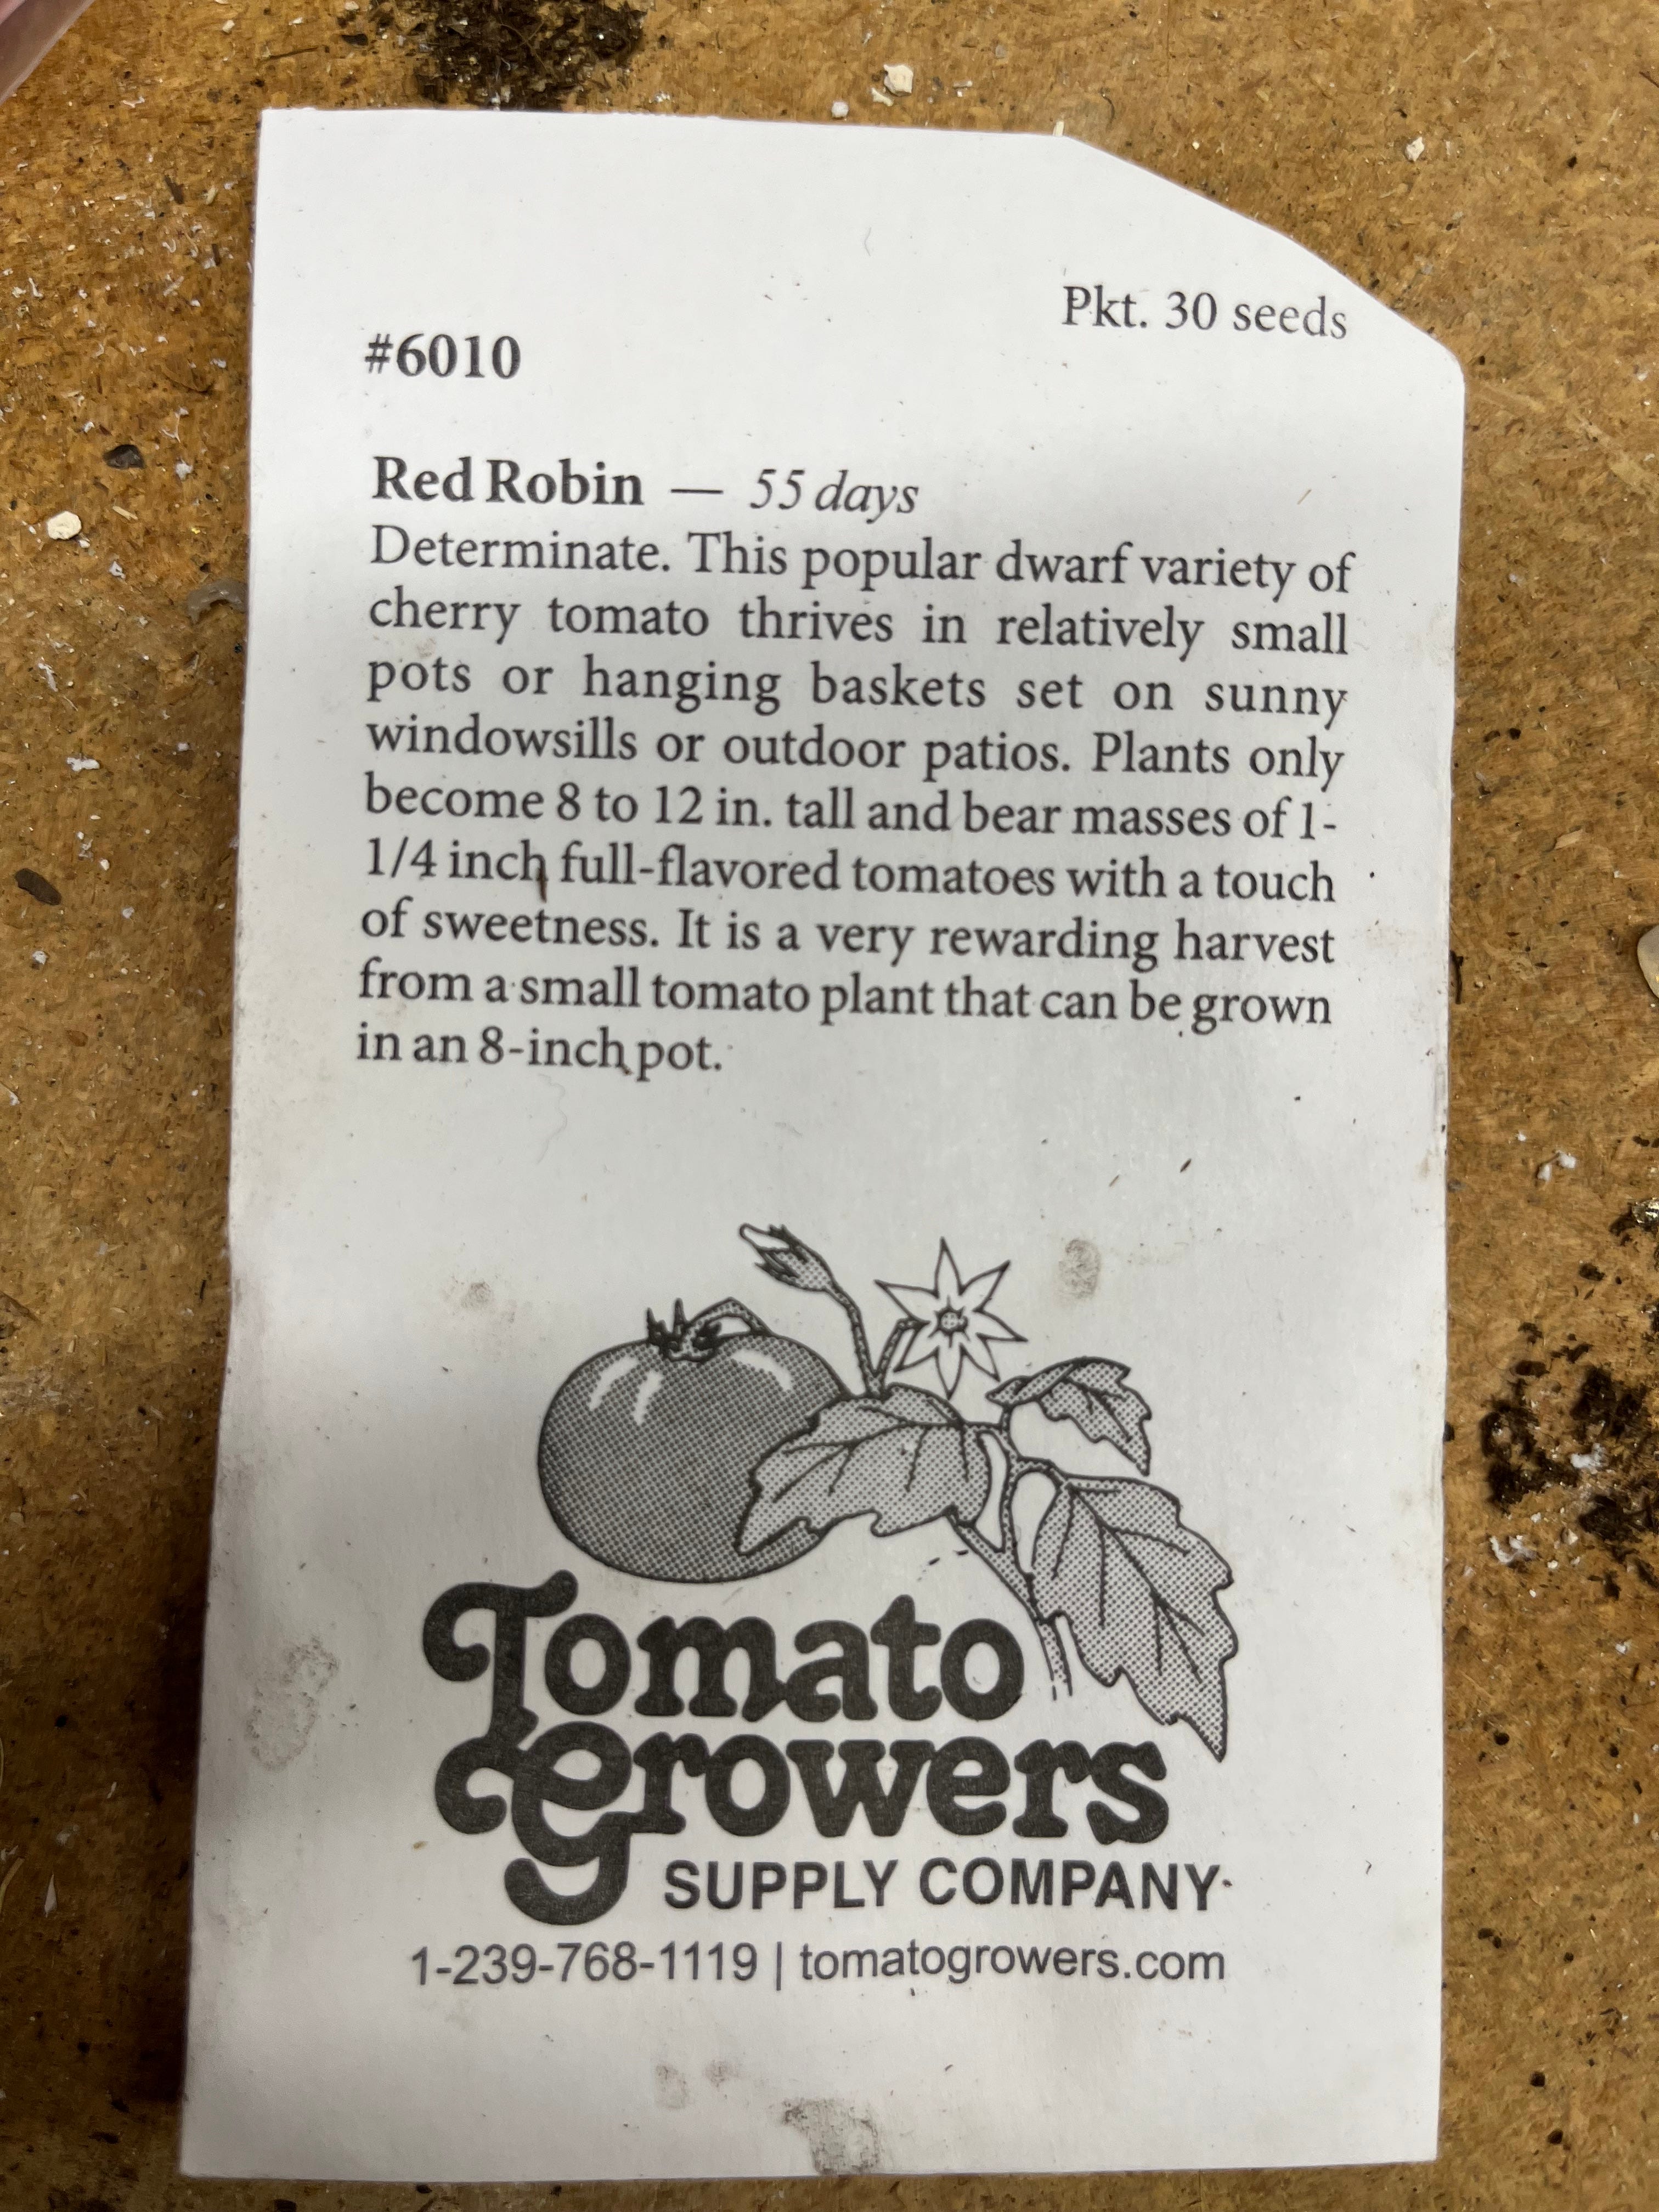 Pkt. 30 seeds
#6010
Red Robin — 55 days
Determinate. This popular dwarf variety of
cherry tomato thrives in relatively small
pots or hanging baskets set on sunny
windowsills or outdoor patios. Plants only
become 8 to 12 in. tall and bear masses of 1-
1/4 inch full-flavored tomatoes with a touch
of sweetness. It is a very rewarding harvest
from a small tomato plant that can be grown
in an 8-inch pot.
Tomato
Growers
SUPPLY COMPANY
1-239-768-1119 | tomatogrowers.com